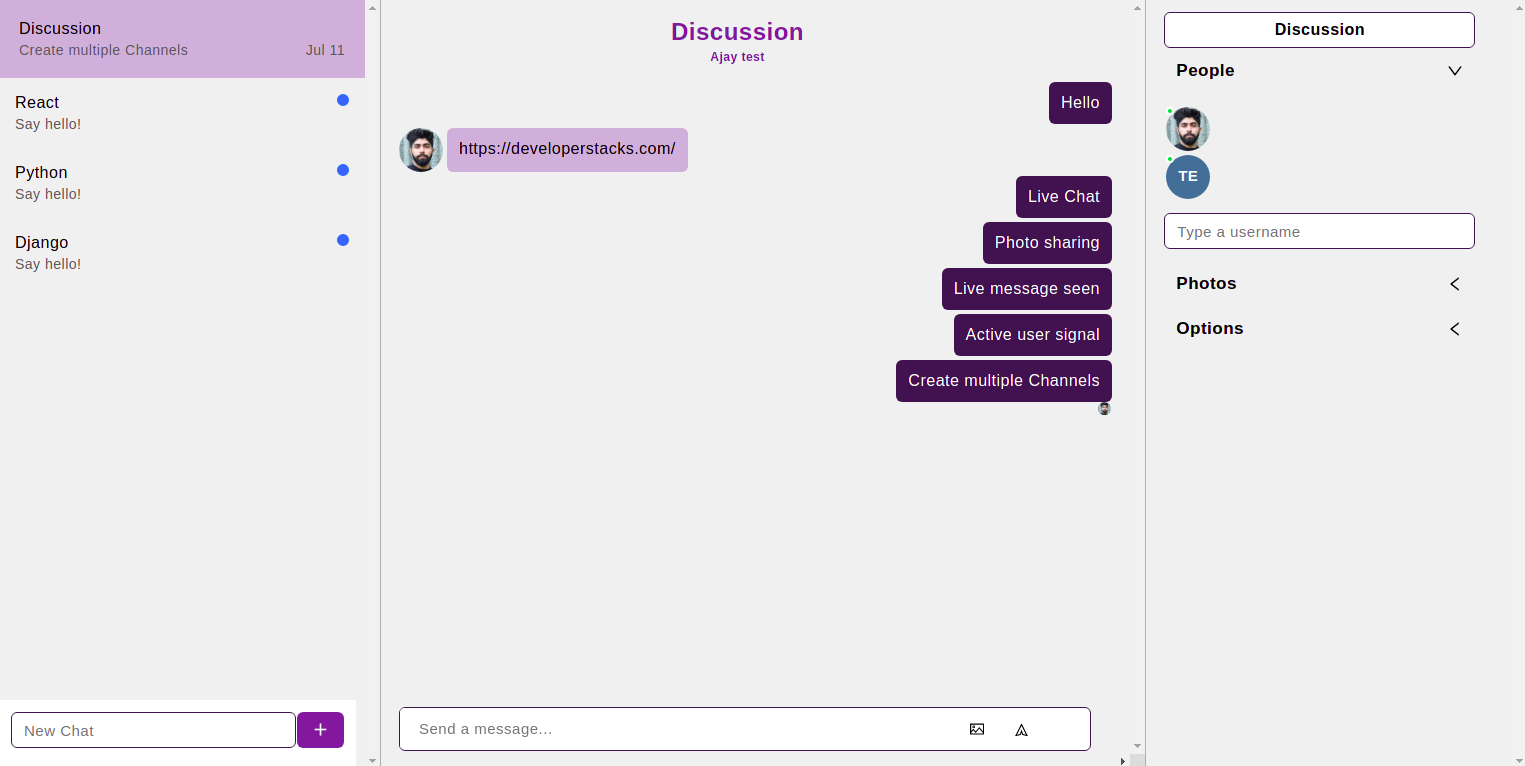 Discussion
Create multiple Channels Jul 11
React
Say hello!
Python
Say hello!
Django
Say hello!
New Chat
+
Discussion
Ajay test
Hello
https://developerstacks.com/
Live Chat
Photo sharing
Live message seen
Active user signal
Create multiple Channels
Send a message...
Discussion
People
TE
Type a username
Photos
Options